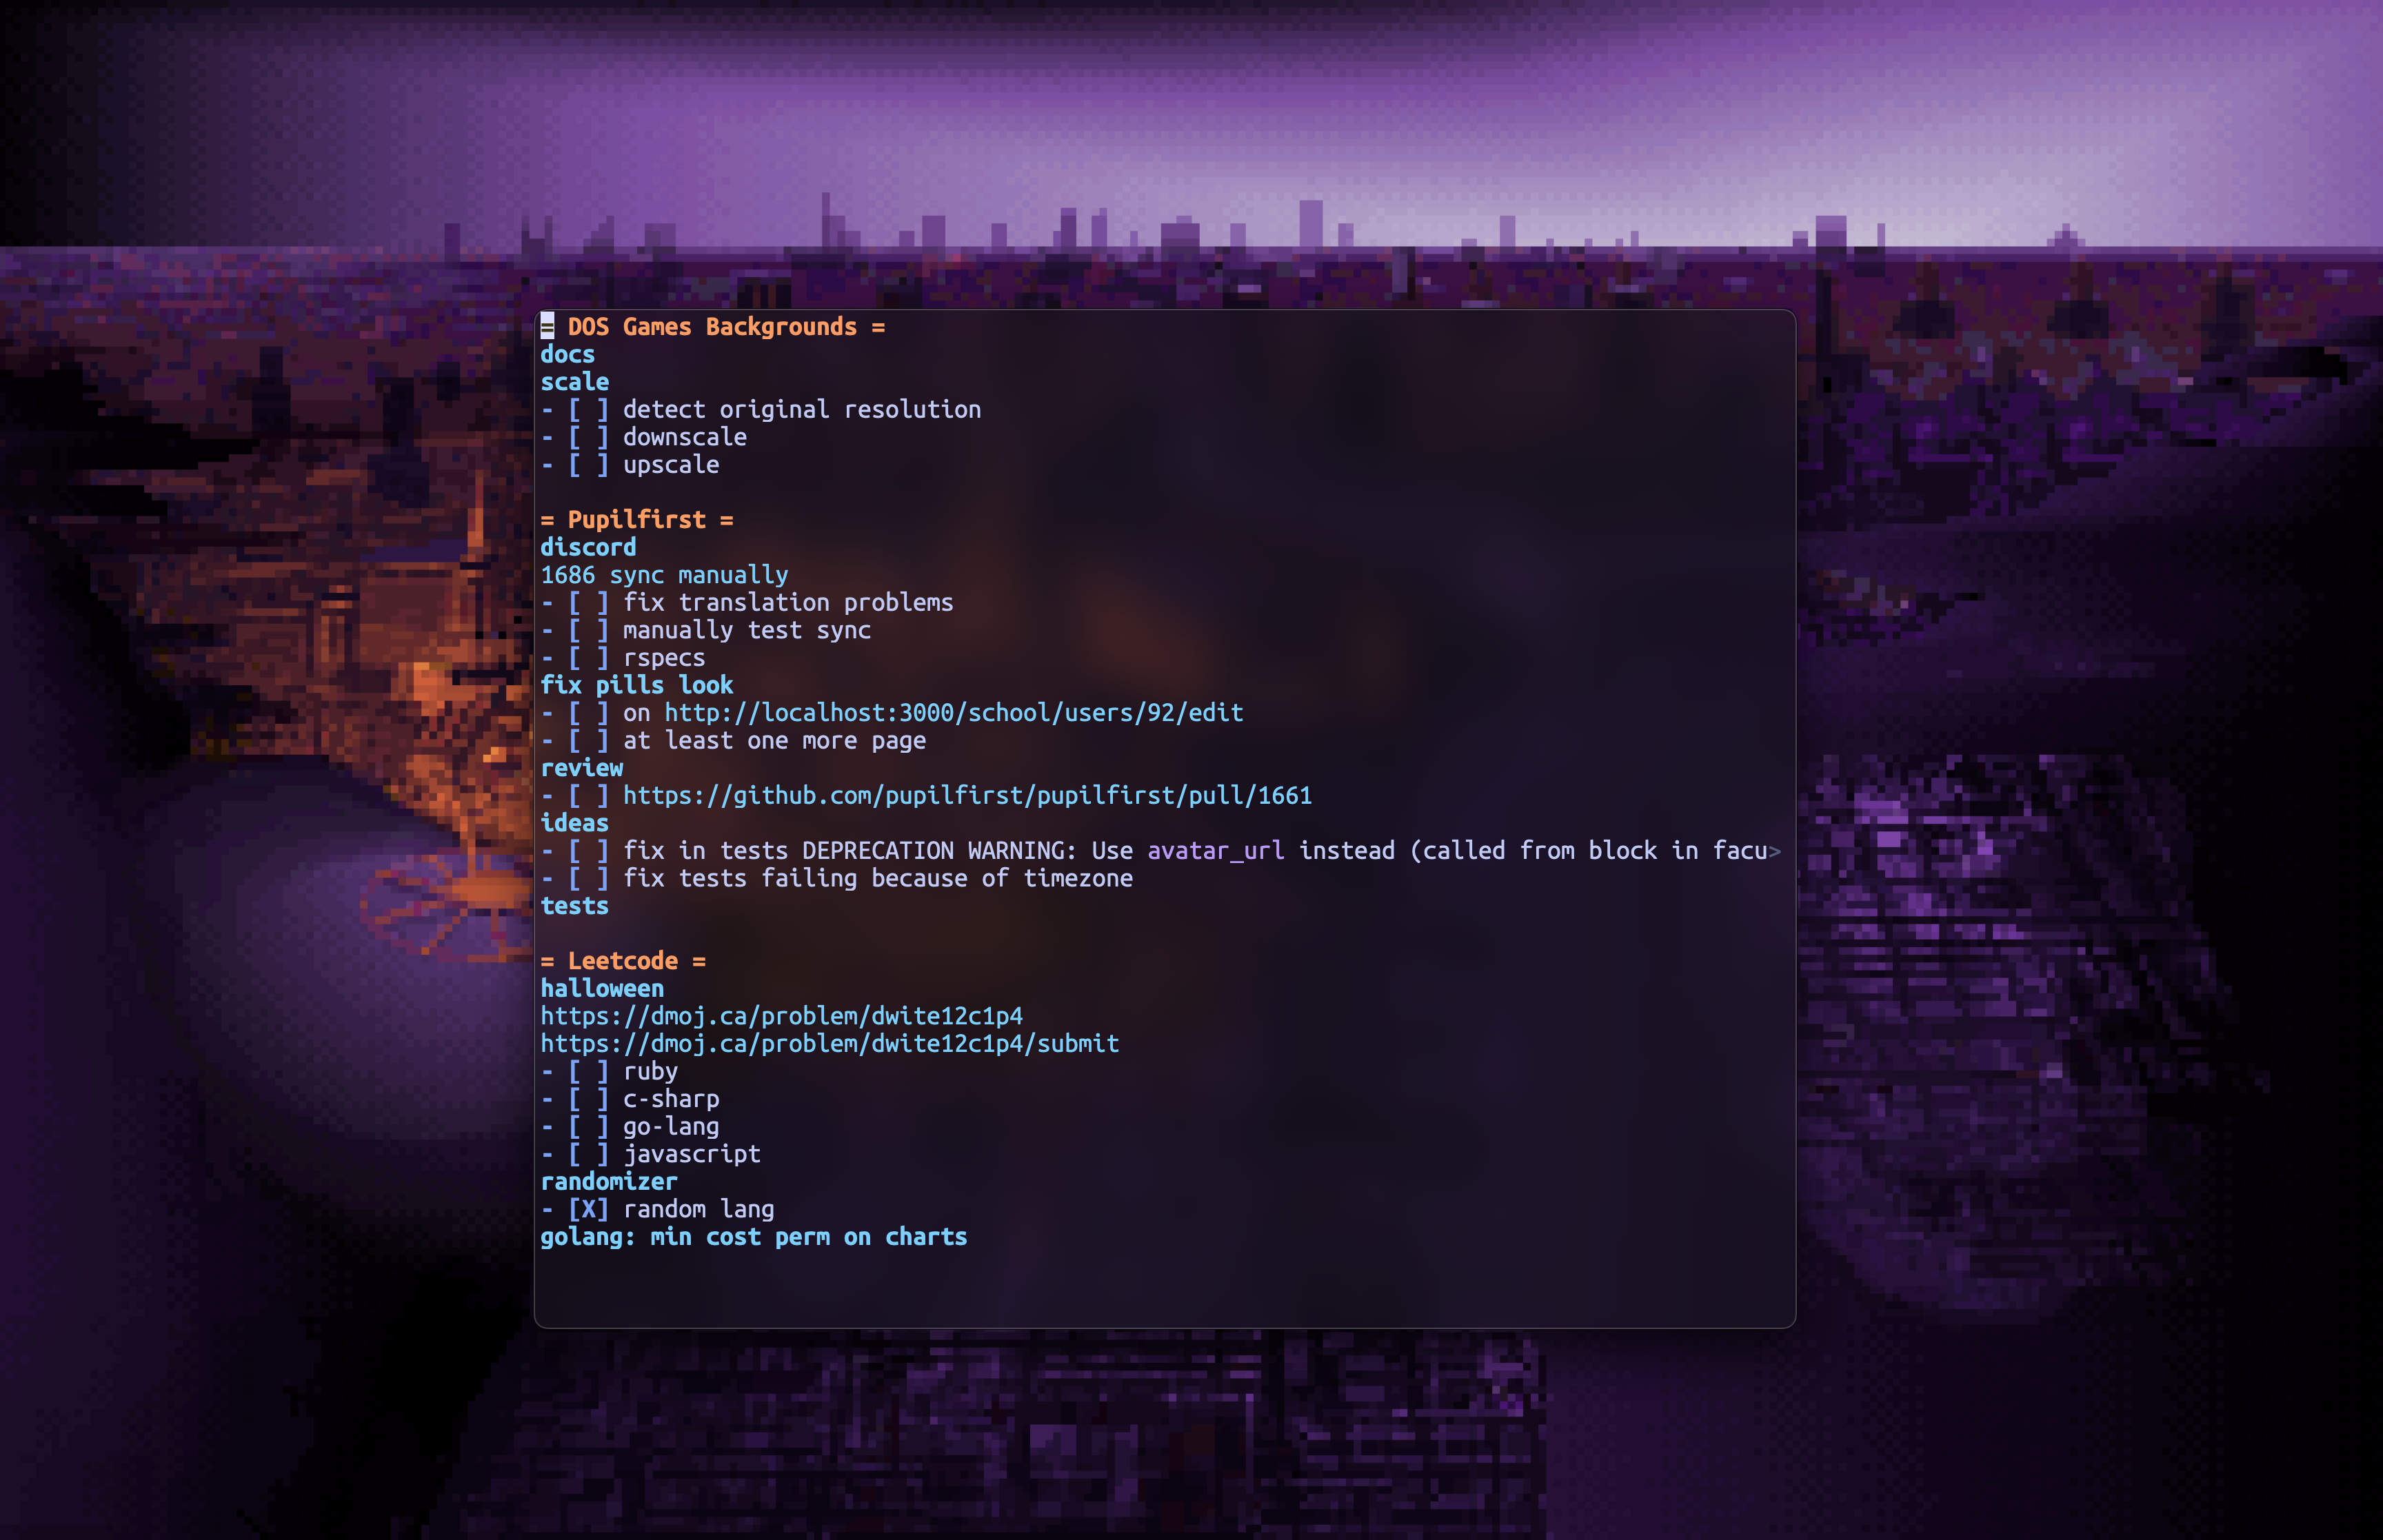 = DOS Games Backgrounds =
docs
scale
- [ ] detect original resolution
- [ ] downscale
- [ ] upscale
= Pupilfirst =
discord
1686 sync manually
- [ ] fix translation problems
- [ ] manually test sync
- [ ] rspecs
fix pills look
- [ ] on http://localhost:3000/school/users/92/edit
- [ ] at least one more page
review
- [ ] https://github.com/pupilfirst/pupilfirst/pull/1661
ideas
- [ ] fix in tests DEPRECATION WARNING: Use avatar_url instead (called from block in facu>
- [ ] fix tests failing because of timezone
tests
= Leetcode =
halloween
https://dmoj.ca/problem/dwite12c1p4
https://dmoj.ca/problem/dwite12c1p4/submit
- [ ] ruby
- [ ] c-sharp
- [ ] go-lang
- [ ] javascript
randomizer
- [X] random lang
golang: min cost perm on charts